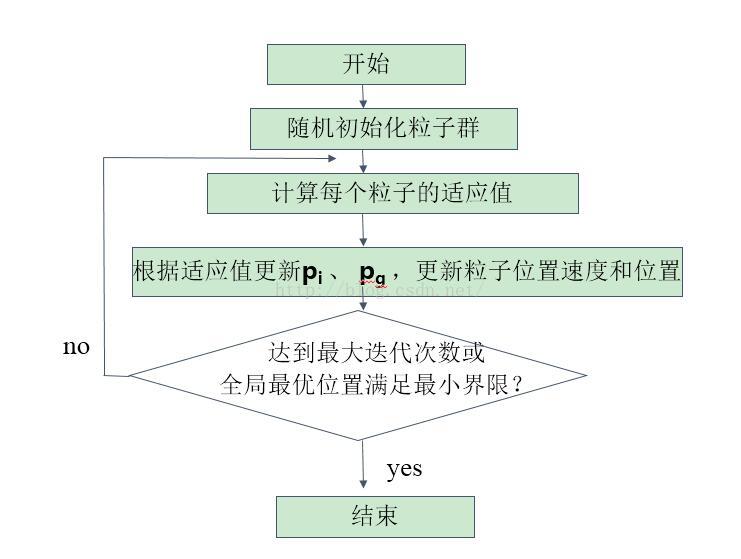 开始
随机初始化粒子群
计算每个粒子的适应值
根据适应值更新pi、 pg ，更新粒子位置速度和位置
http://blog.csdn.net/
no
达到最大迭代次数或
全局最优位置满足最小界限？
yes
结束